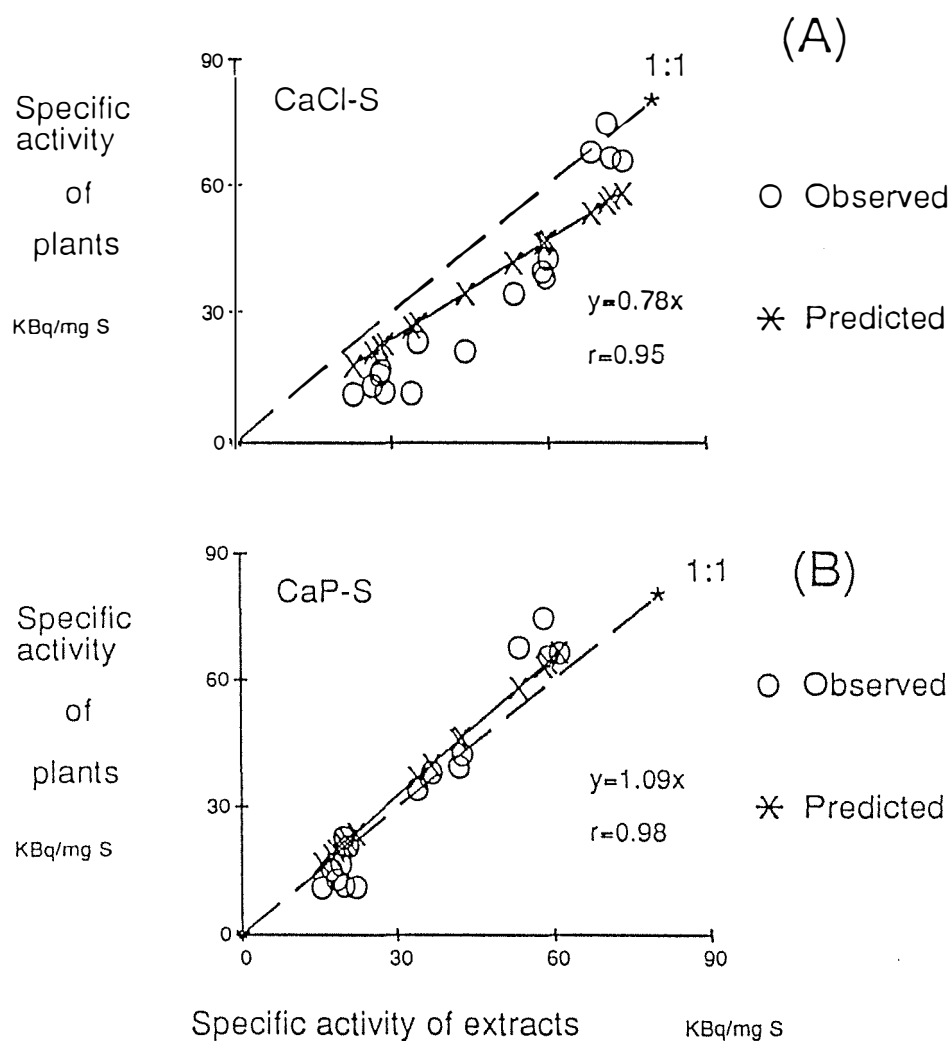 (A)
90
1:1
CaCl-S
Specific
activity
of
plants
KBq/mg S
60
30
0
O Observed
Predicted
y=0.78x
r=0.95
(B)
90
1:1
CaP-S
Specific
activity
of
plants
KBq/mg S
60
30
0
O Observed
Predicted
y=1.09x
r=0.98
0 30 60 90
Specific activity of extracts KBq/mg S